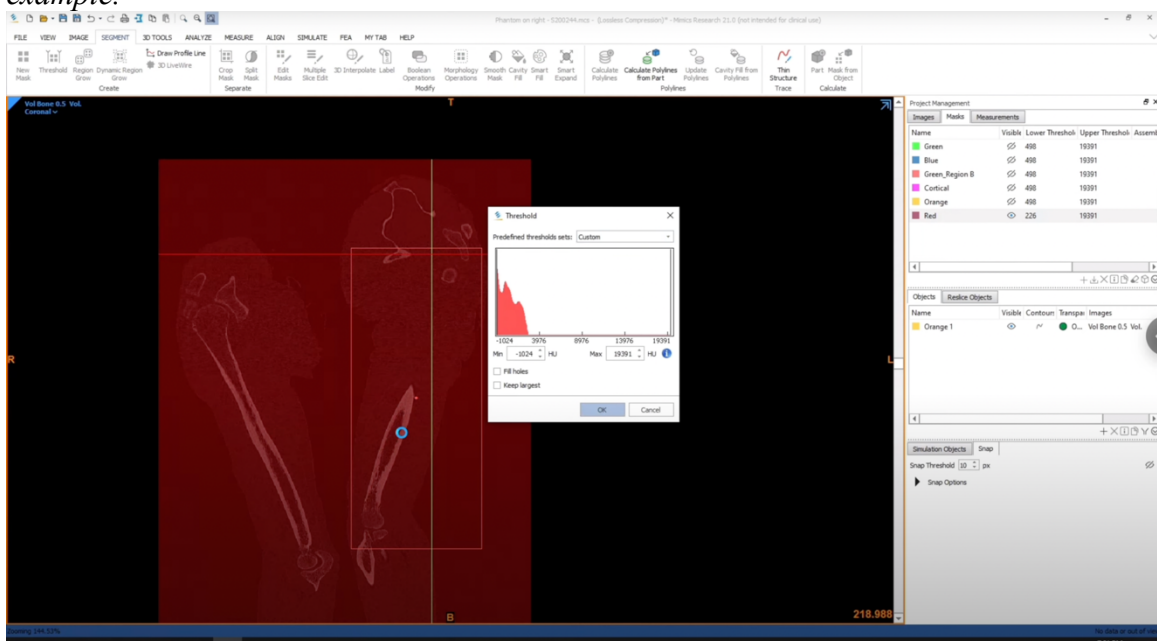 example.
Phantom on right - S200244.mcs - (Lossless Compression)* - Mimics Research 21.0 (not intended for clinical use)
FILE VIEW IMAGE SEGMENT 3D TOOLS ANALYZE MEASURE ALIGN SIMULATE FEA MY TAB HELP
New Mask Threshold Region Grow Dynamic Region Grow Draw Profile Line 3D LiveWire Crop Mask Split Mask Edit Masks Multiple Slice Edit 3D Interpolate Label Boolean Operations Morphology Operations Smooth Mask Cavity Fill Smart Fill Smart Expand Calculate Polylines Calculate Polylines from Part Update Polylines Cavity Fill from Polylines Thin Structure Part Mask from Object
Create Separate Modify Polylines Trace Calculate
Vol Bone 0.5 Vol.
Coronal
T
R
L
B
218.988
Threshold
Predefined thresholds sets: Custom
-1024 3976 8976 13976 19391
Min -1024 HU Max 19391 HU
Fill holes
Keep largest
OK Cancel
Project Management
Images Masks Measurements
Name Visible Lower Threshol Upper Threshol Assem
Green 498 19391
Blue 498 19391
Green_Region B 498 19391
Cortical 498 19391
Orange 498 19391
Red 226 19391
Objects Reslice Objects
Name Visible Contour: Transpa Images
Orange 1 O... Vol Bone 0.5 Vol.
Simulation Objects Snap
Snap Threshold 10 px
Snap Options
Zooming 144.53%